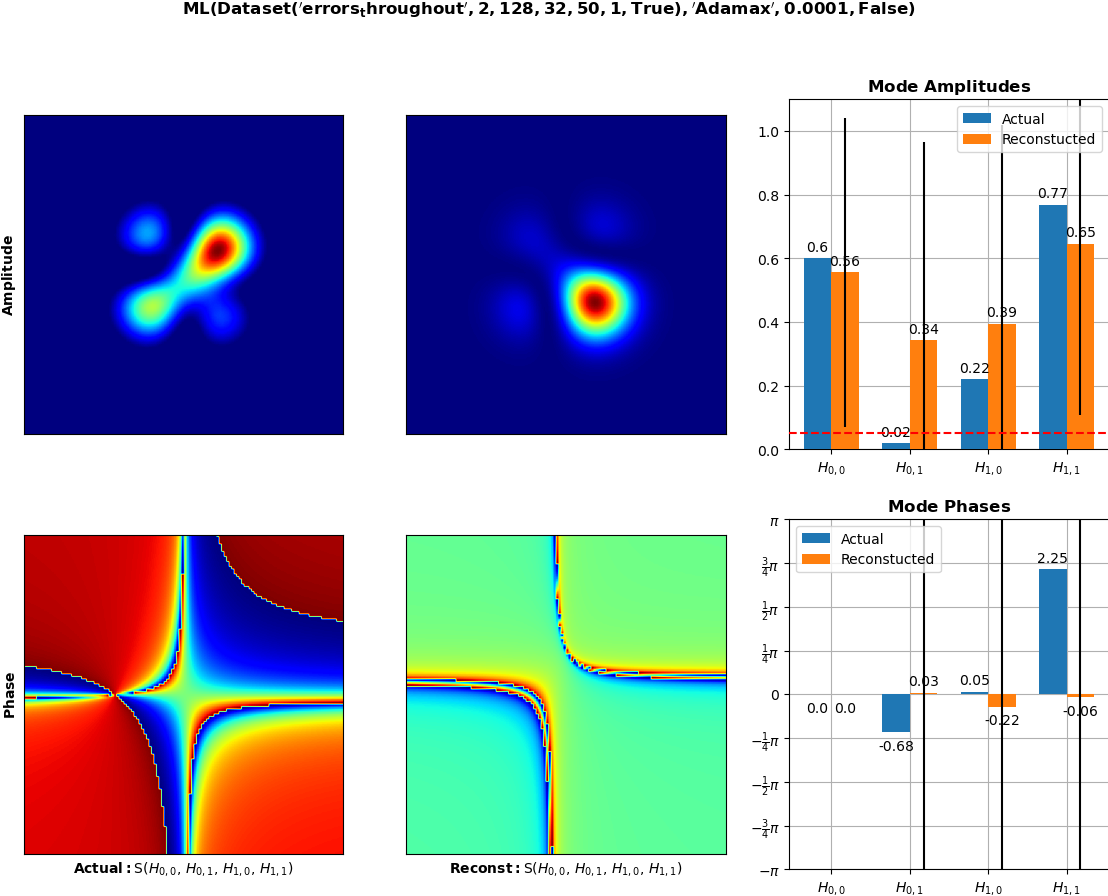 ML(Dataset('errors_throughout', 2, 128, 32, 50, 1, True), 'Adamax', 0.0001, False)
Amplitude
Mode Amplitudes
Actual
Reconstucted
1.0
0.8
0.6
0.4
0.2
0.0
0.6
0.56
0.02
0.34
0.22
0.39
0.77
0.65
H0,0
H0,1
H1,0
H1,1
Phase
Actual: S(H0,0, H0,1, H1,0, H1,1)
Reconst: S(H0,0, H0,1, H1,0, H1,1)
Mode Phases
Actual
Reconstucted
π
3/4π
1/2π
1/4π
0
−1/4π
−1/2π
−3/4π
−π
0.0
0.0
-0.68
0.03
0.05
-0.22
2.25
-0.06
H0,0
H0,1
H1,0
H1,1